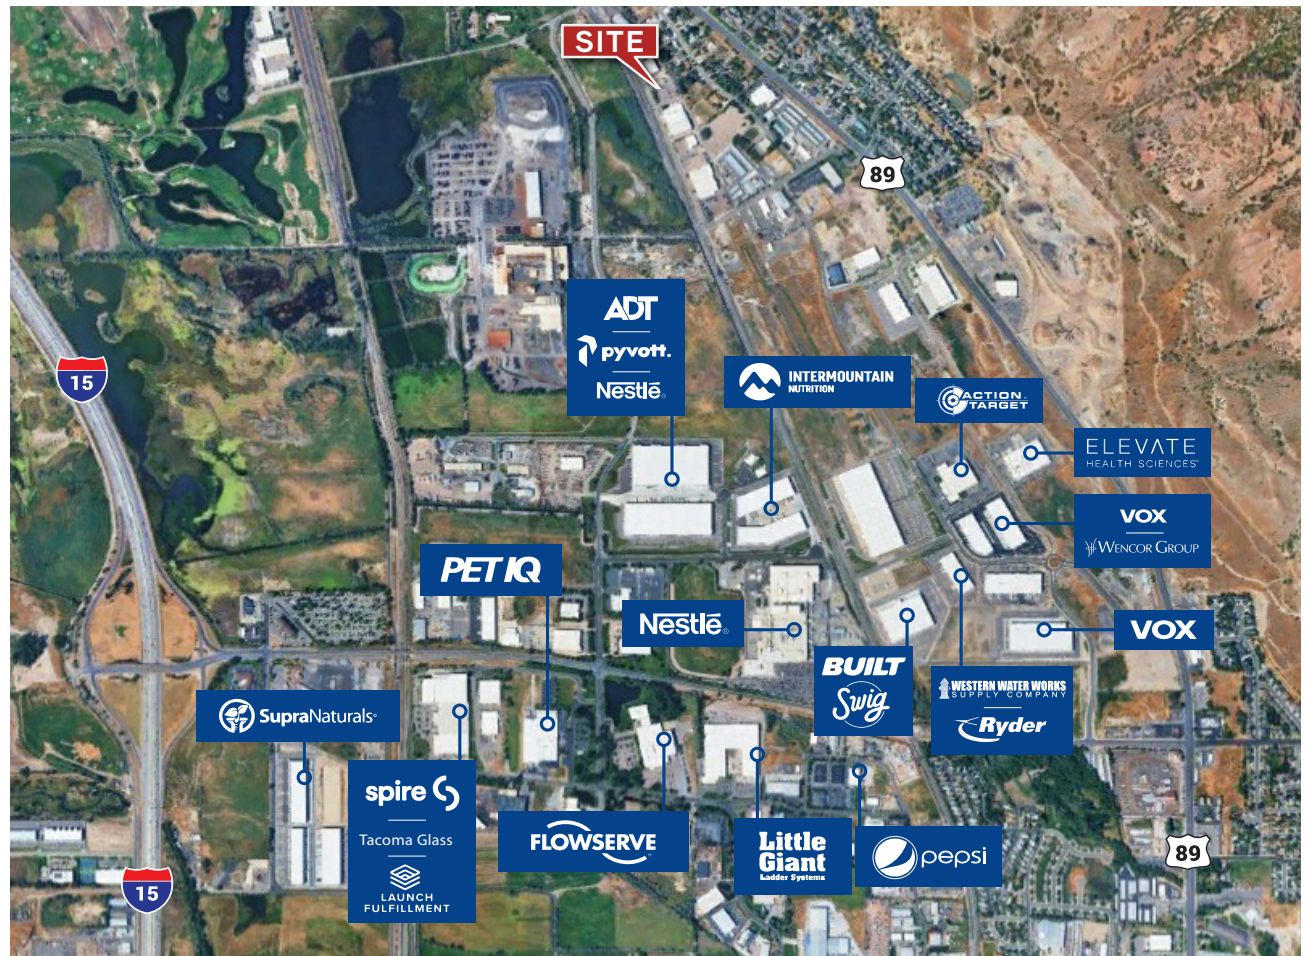 SITE
89
ADT
pyvott.
Nestlé
15
INTERMOUNTAIN
NUTRITION
ACTION
TARGET
ELEVATE
HEALTH SCIENCES
VOX
WENCOR GROUP
PET IQ
Nestlé
VOX
BUILT
Swig
WESTERN WATER WORKS
SUPPLY COMPANY
Ryder
SupraNaturals
spire
Tacoma Glass
LAUNCH
FULFILLMENT
FLOWSERVE
Little
Giant
Ladder Systems
pepsi
89
15